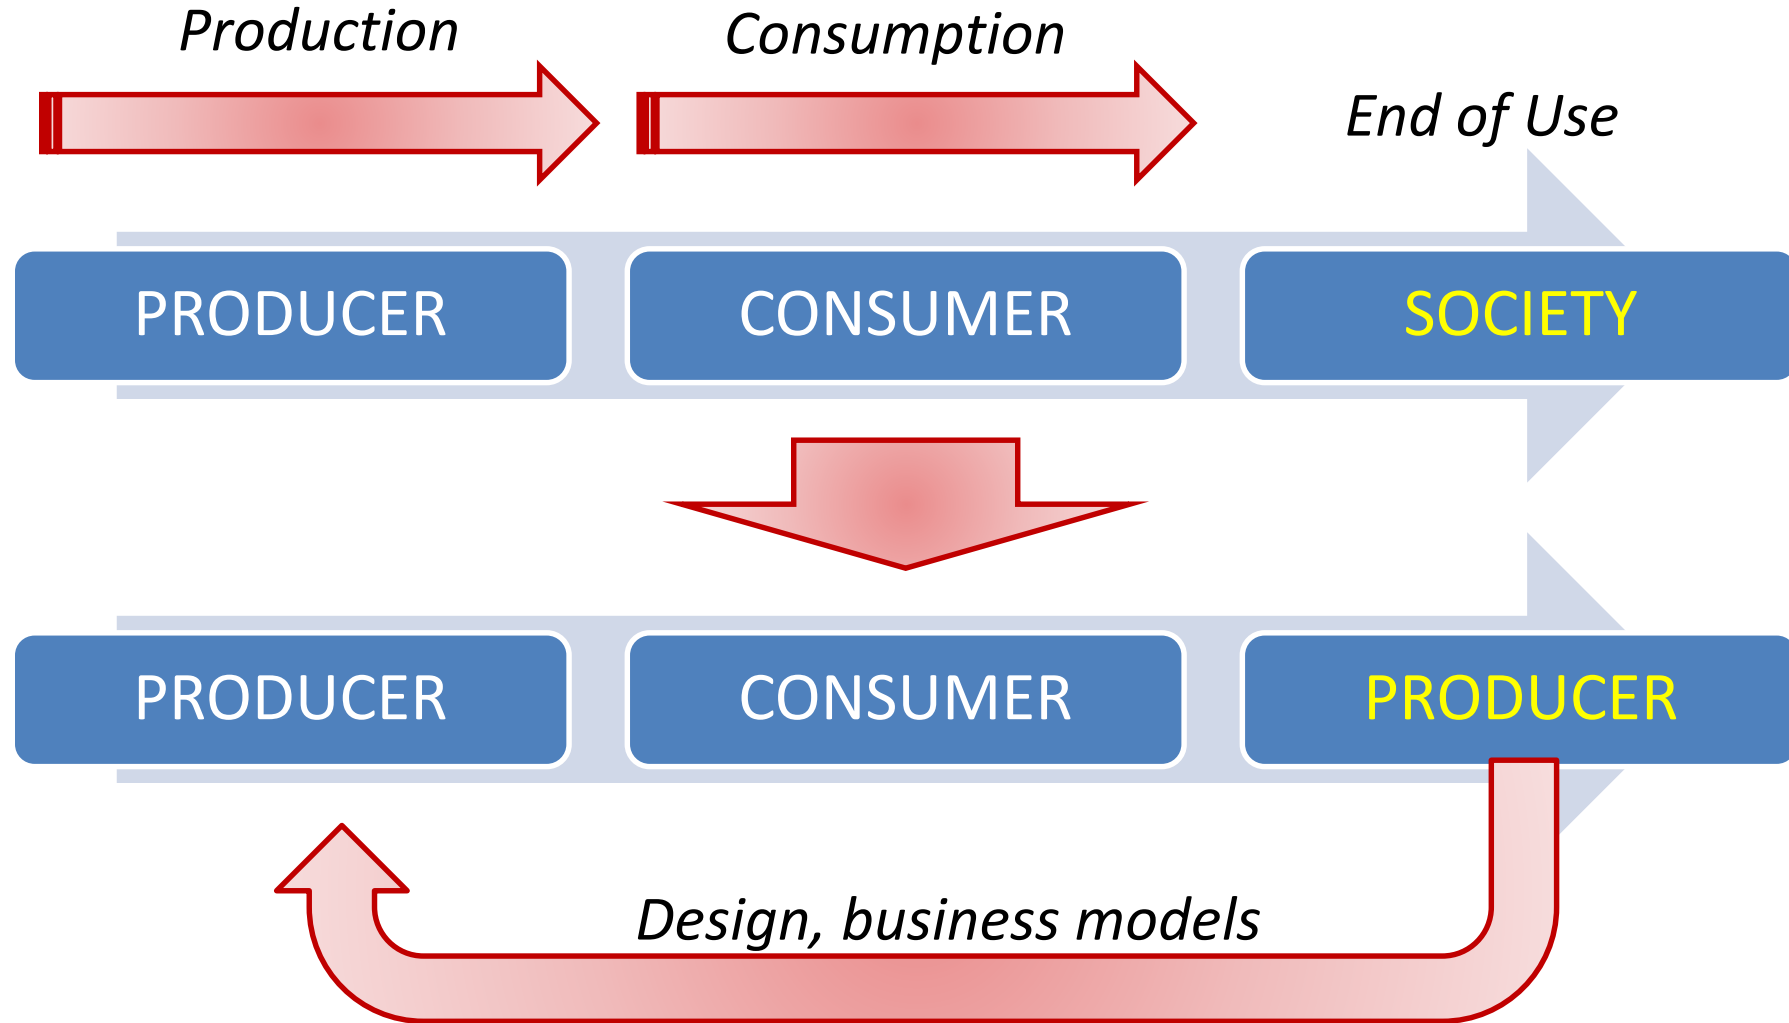 Production
Consumption
End of Use
PRODUCER
CONSUMER
SOCIETY
PRODUCER
CONSUMER
PRODUCER
Design, business models